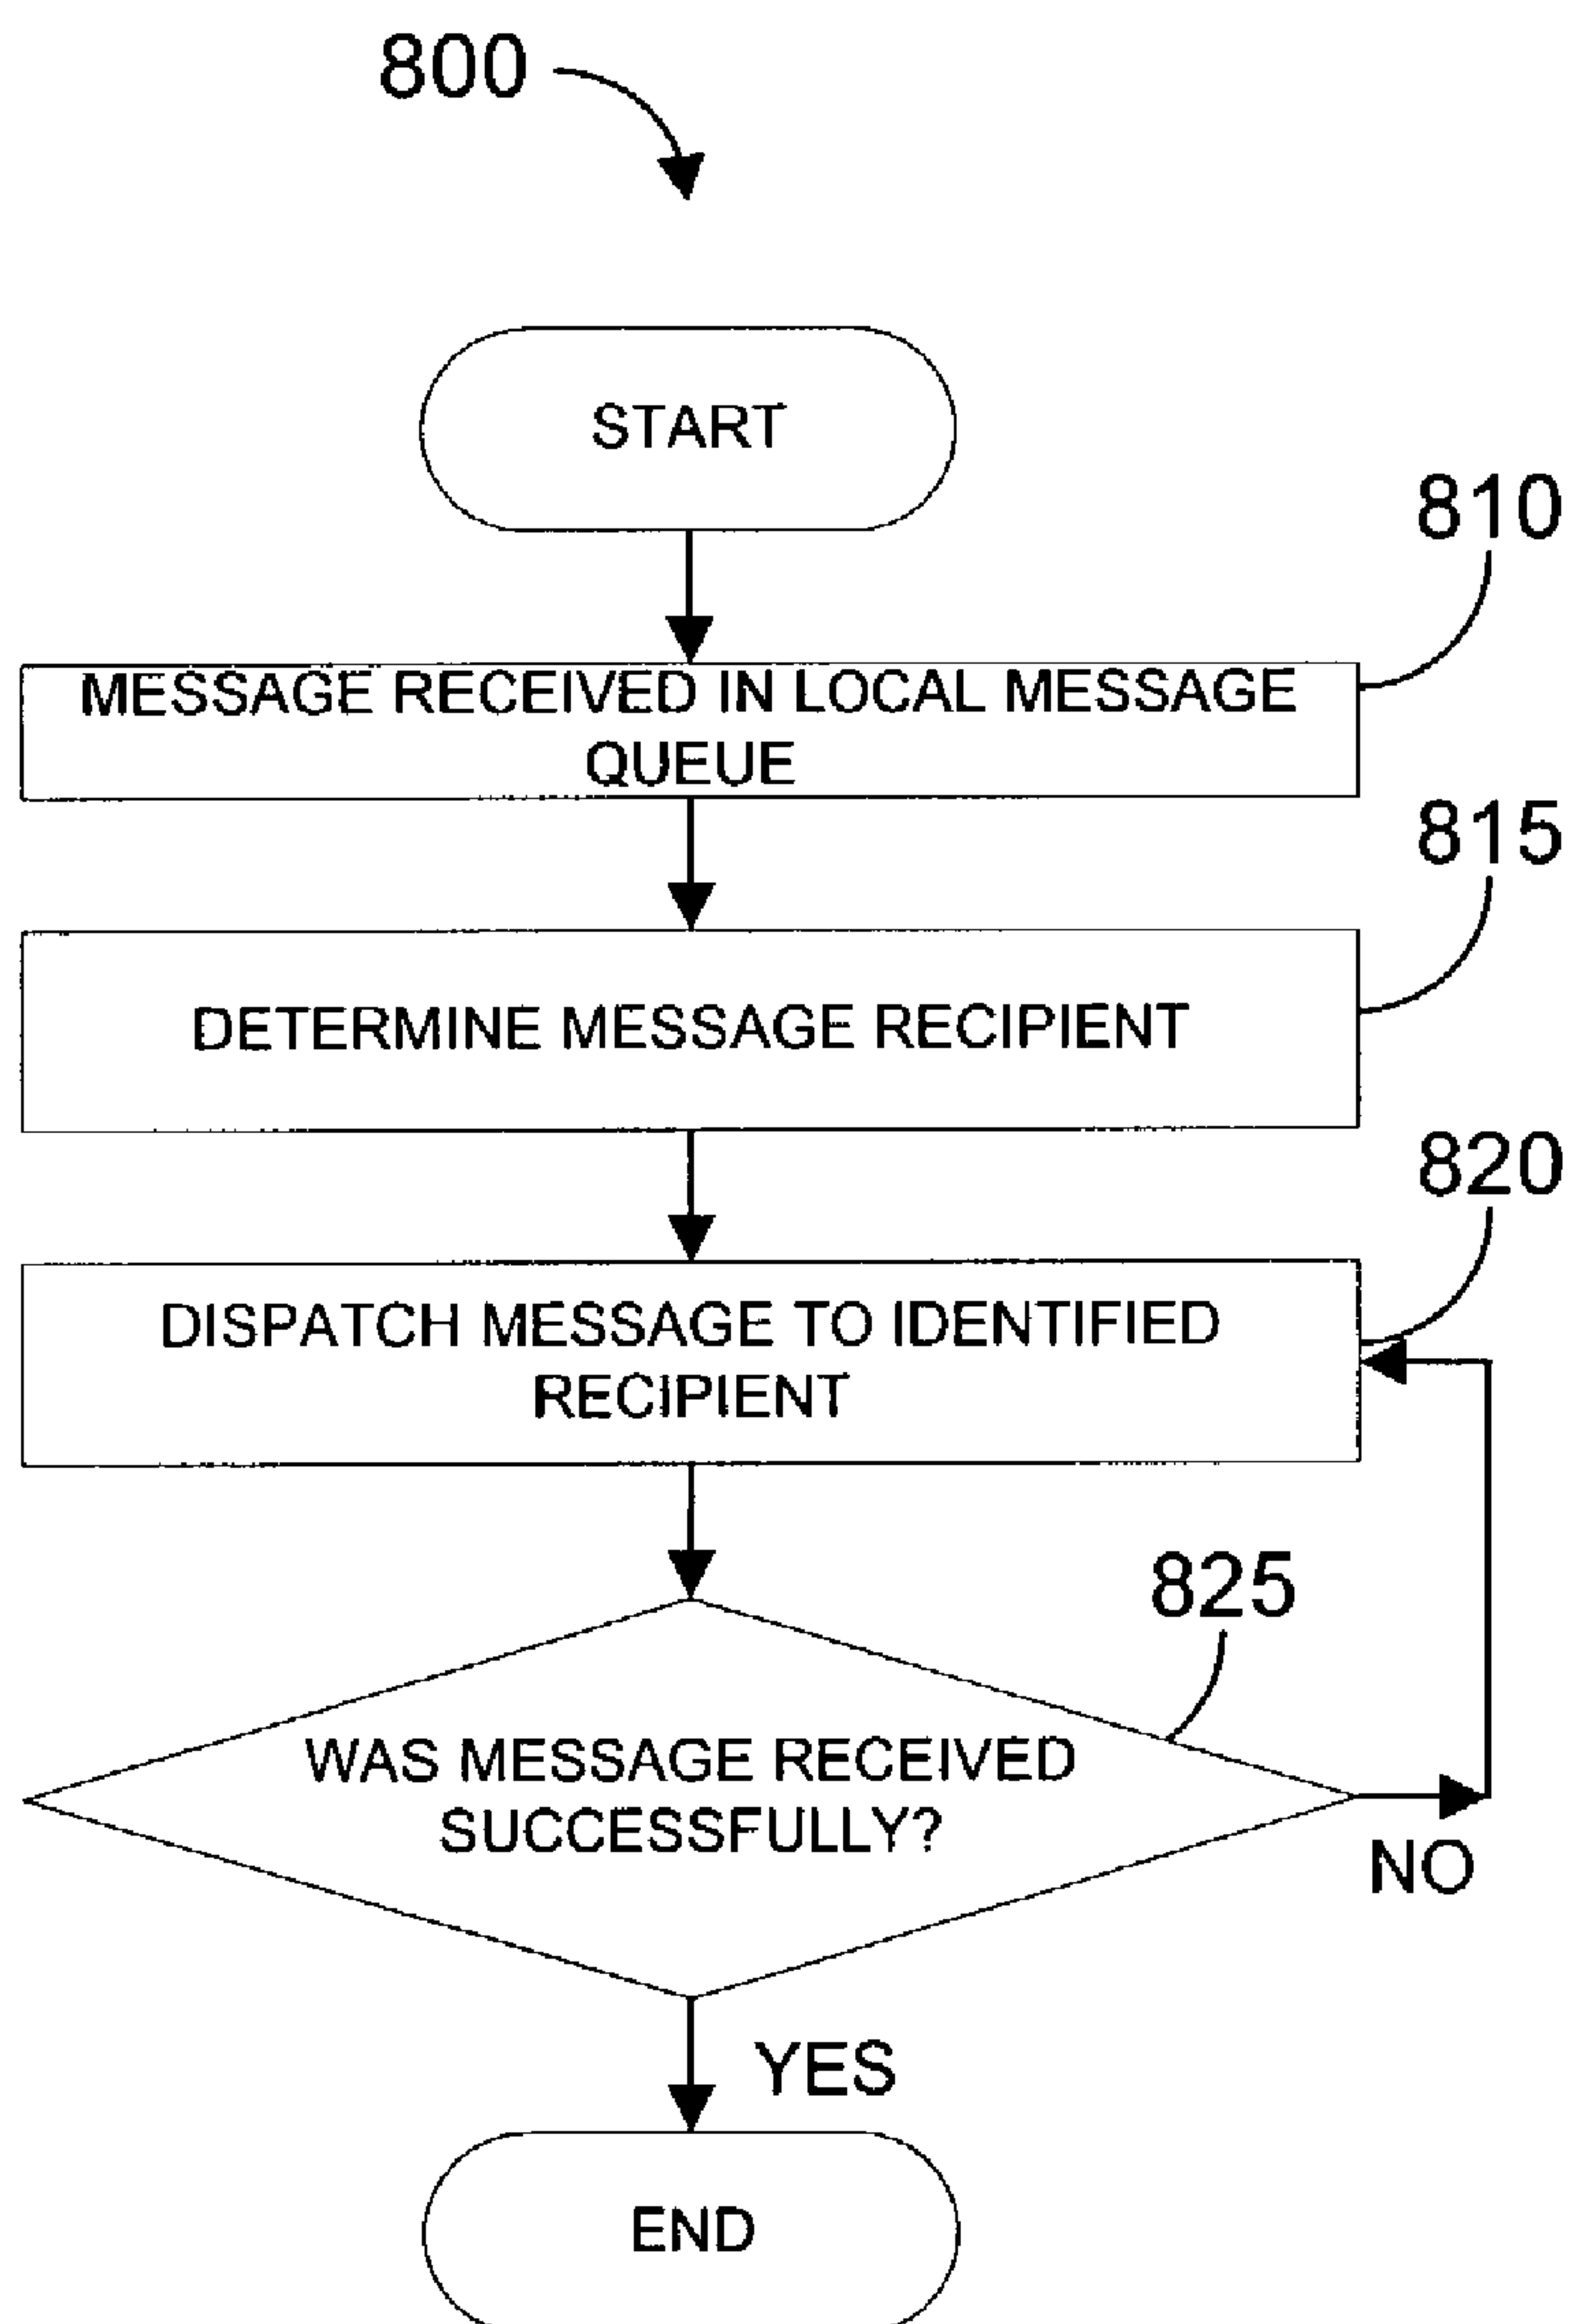 800
START
810
MESSAGE RECEIVED IN LOCAL MESSAGE
QUEUE
815
DETERMINE MESSAGE RECIPIENT
820
DISPATCH MESSAGE TO IDENTIFIED
RECIPIENT
825
WAS MESSAGE RECEIVED
SUCCESSFULLY?
NO
YES
END